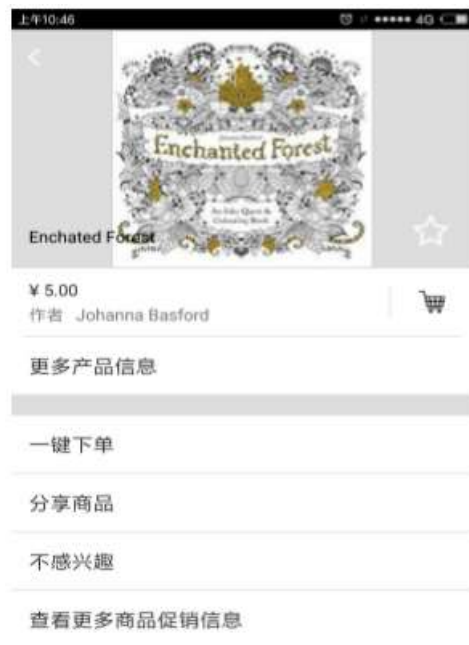 上午10:46 4G
Enchanted Forest
An Inky Quest &
Colouring Book
Enchated Forest
¥ 5.00
作者 Johanna Basford
更多产品信息
一键下单
分享商品
不感兴趣
查看更多商品促销信息